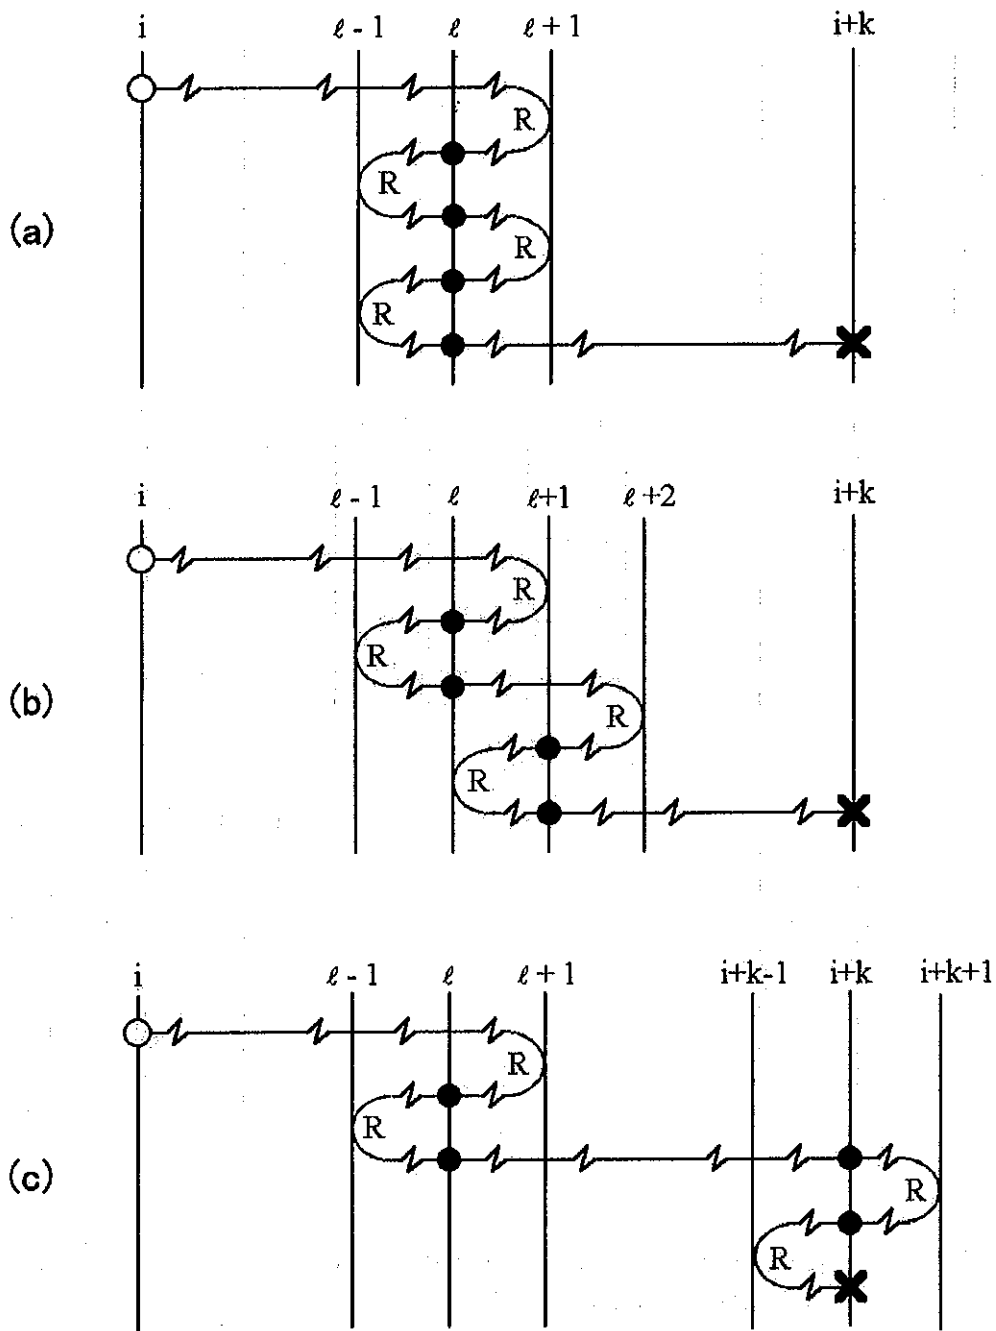 i ℓ - 1 ℓ ℓ + 1 i+k
R
R
(a)
R
R
i ℓ - 1 ℓ ℓ+1 ℓ+2 i+k
R
R
(b)
R
R
i ℓ - 1 ℓ ℓ + 1 i+k-1 i+k i+k+1
R
R
(c)
R
R